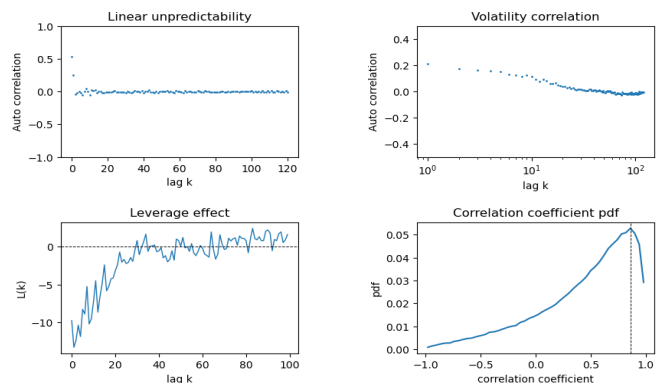 Linear unpredictability
1.0
0.5
0.0
−0.5
−1.0
Auto correlation
0 20 40 60 80 100 120
lag k
Volatility correlation
0.4
0.2
0.0
−0.2
−0.4
Auto correlation
10⁰ 10¹ 10²
lag k
Leverage effect
0
−5
−10
L(k)
0 20 40 60 80 100
lag k
Correlation coefficient pdf
0.05
0.04
0.03
0.02
0.01
0.00
pdf
−1.0 −0.5 0.0 0.5 1.0
correlation coefficient